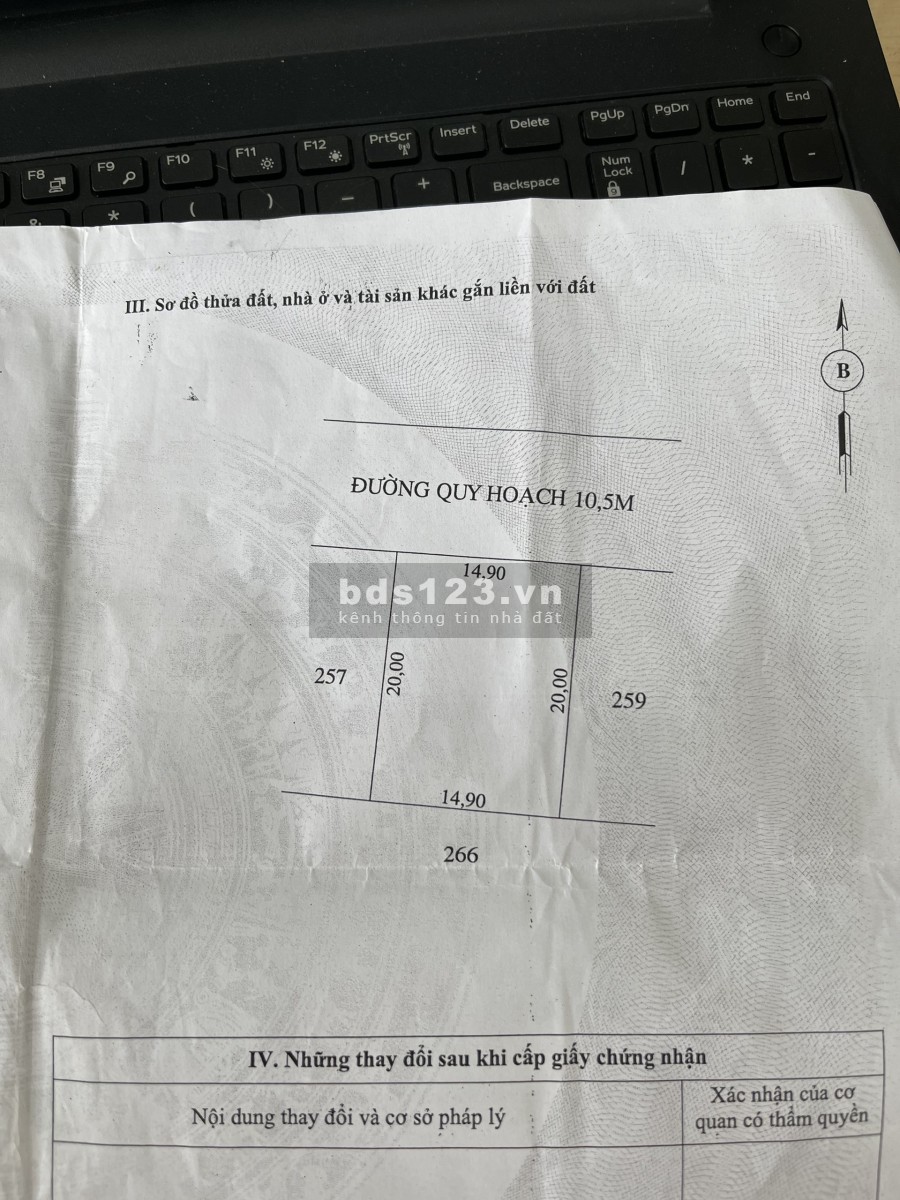 End
Home
PgDn
PgUp
Delete
Insert
PrtScr
F12
F11
F10
F9
F8
-
*
/
Num
Lock
Backspace
+
–
)
(
*
&
III. Sơ đồ thửa đất, nhà ở và tài sản khác gắn liền với đất
B
ĐƯỜNG QUY HOẠCH 10,5M
14,90
bds123.vn
kênh thông tin nhà đất
257
20,00
20,00
259
14,90
266
IV. Những thay đổi sau khi cấp giấy chứng nhận
Nội dung thay đổi và cơ sở pháp lý
Xác nhận của cơ
quan có thẩm quyền